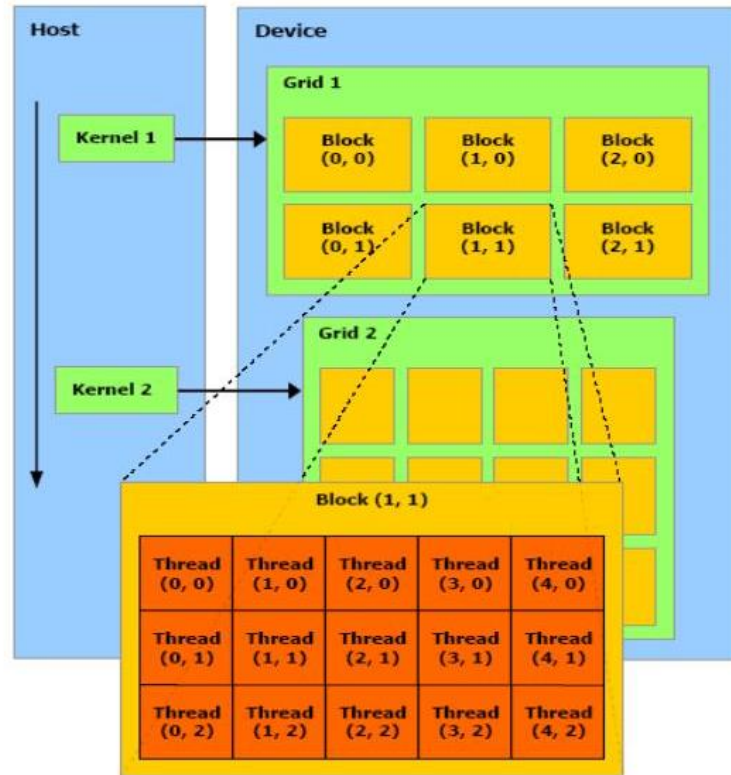 Host
Device
Grid 1
Kernel 1
Block
(0, 0)
Block
(1, 0)
Block
(2, 0)
Block
(0, 1)
Block
(1, 1)
Block
(2, 1)
Grid 2
Kernel 2
Block (1, 1)
Thread
(0, 0)
Thread
(1, 0)
Thread
(2, 0)
Thread
(3, 0)
Thread
(4, 0)
Thread
(0, 1)
Thread
(1, 1)
Thread
(2, 1)
Thread
(3, 1)
Thread
(4, 1)
Thread
(0, 2)
Thread
(1, 2)
Thread
(2, 2)
Thread
(3, 2)
Thread
(4, 2)